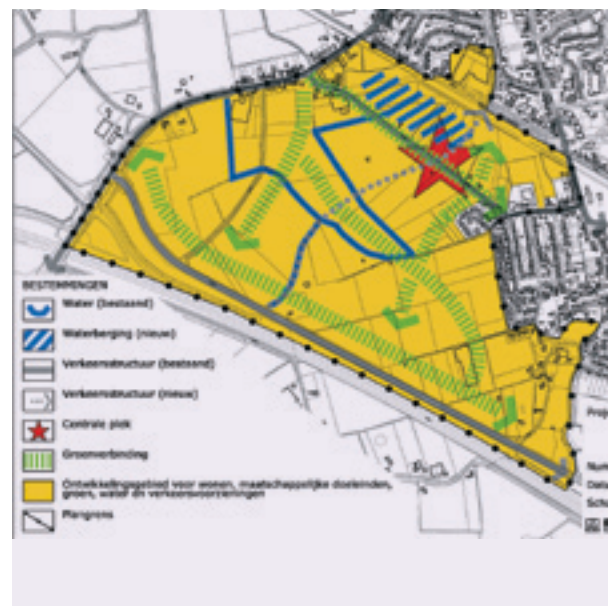 BESTEMMINGEN
Water (bestaand)
Waterberging (nieuw)
Verkeersstructuur (bestaand)
Verkeersstructuur (nieuw)
Centrale plek
Groenverbinding
Ontwikkelingsgebied voor wonen, maatschappelijke doeleinden,
groen, water en verkeersvoorzieningen
Plangrens